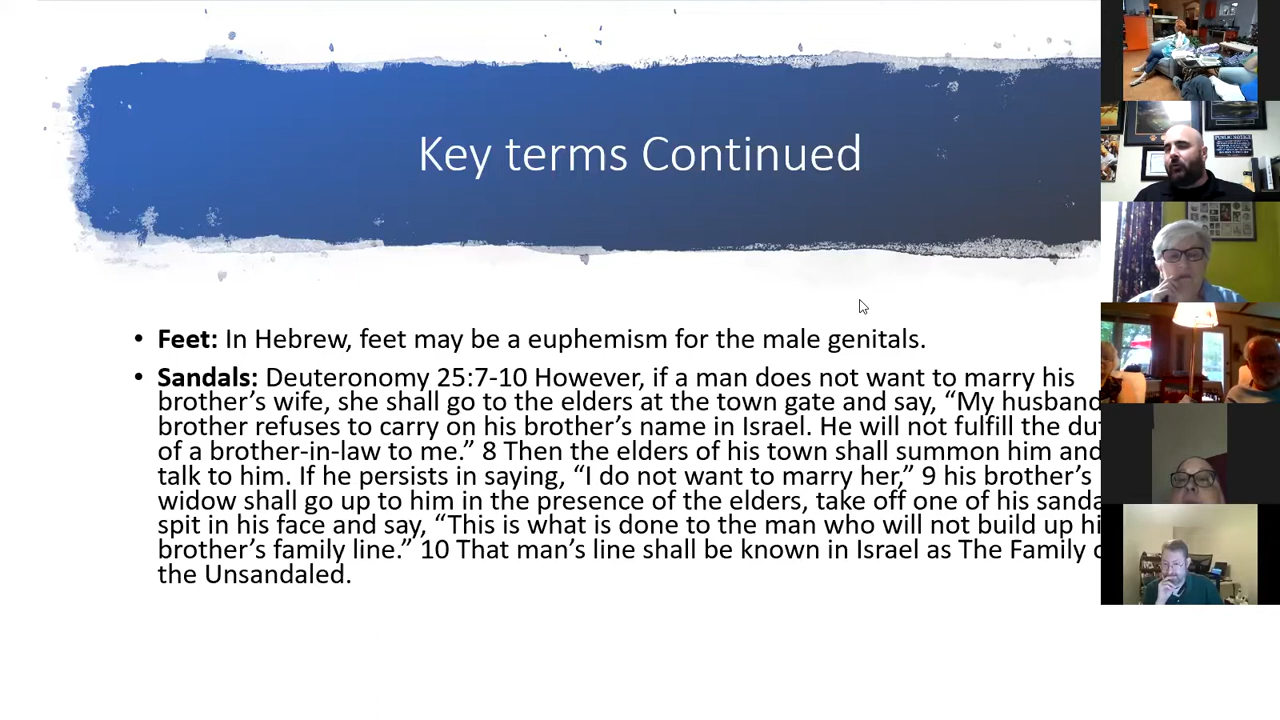 Key terms Continued
• Feet: In Hebrew, feet may be a euphemism for the male genitals.
• Sandals: Deuteronomy 25:7-10 However, if a man does not want to marry his
brother’s wife, she shall go to the elders at the town gate and say, “My husband
brother refuses to carry on his brother’s name in Israel. He will not fulfill the
of a brother-in-law to me.” 8 Then the elders of his town shall summon him and
talk to him. If he persists in saying, “I do not want to marry her,” 9 his brother’s
widow shall go up to him in the presence of the elders, take off one of his
spit in his face and say, “This is what is done to the man who will not build up
brother’s family line.” 10 That man’s line shall be known in Israel as The Family
the Unsandaled.
PUBLIC NOTICE